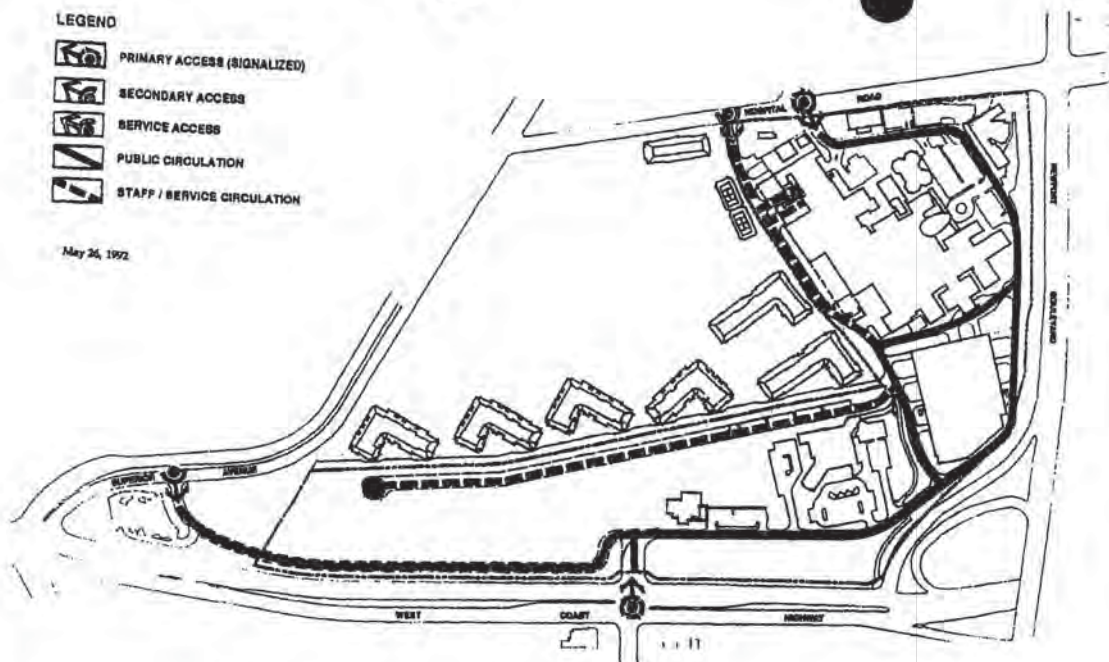 LEGEND
PRIMARY ACCESS (SIGNALIZED)
SECONDARY ACCESS
SERVICE ACCESS
PUBLIC CIRCULATION
STAFF / SERVICE CIRCULATION
May 26, 1992
HOSPITAL ROAD
NEWPORT BOULEVARD
SUPERIOR AVENUE
WEST COAST HIGHWAY